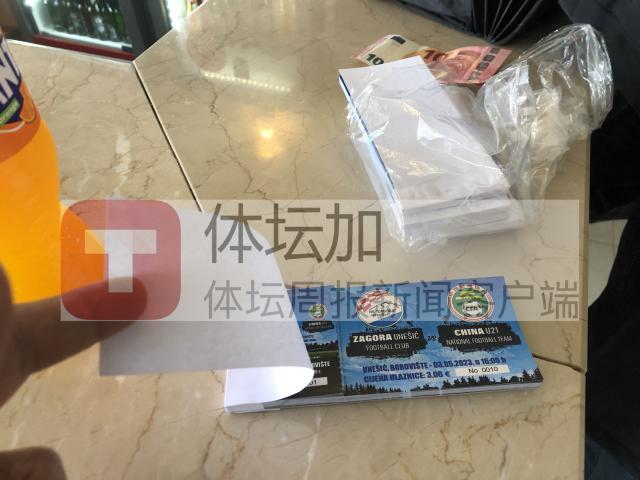 10
体坛加
体坛周报新闻客户端
ZAGORA UNEŠIĆ
FOOTBALL CLUB
CHINA U21
NATIONAL FOOTBALL TEAM
UNEŠIĆ, BOROVIŠTE - 03.05.2023. u 16:00 h
CIJENA ULAZNICE: 3,00 €
No 0010